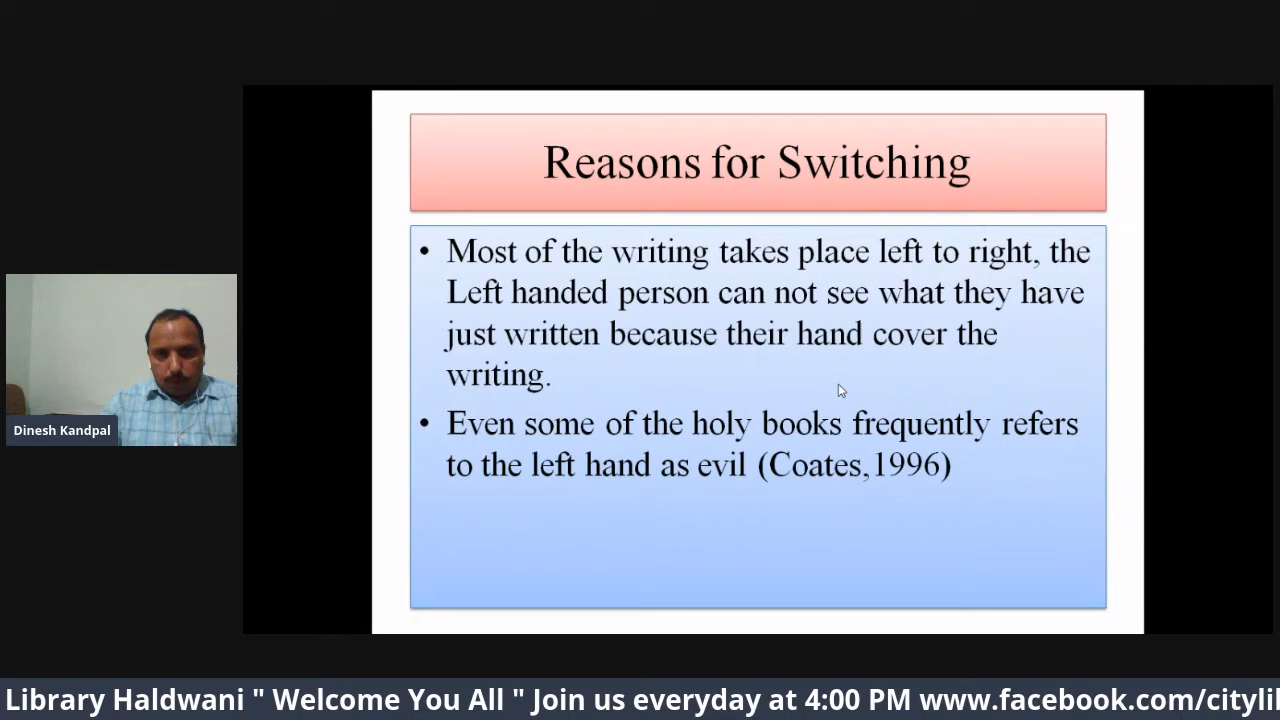 Reasons for Switching
• Most of the writing takes place left to right, the
Left handed person can not see what they have
just written because their hand cover the
writing.
• Even some of the holy books frequently refers
to the left hand as evil (Coates,1996)
Dinesh Kandpal
Library Haldwani " Welcome You All " Join us everyday at 4:00 PM www.facebook.com/cityli